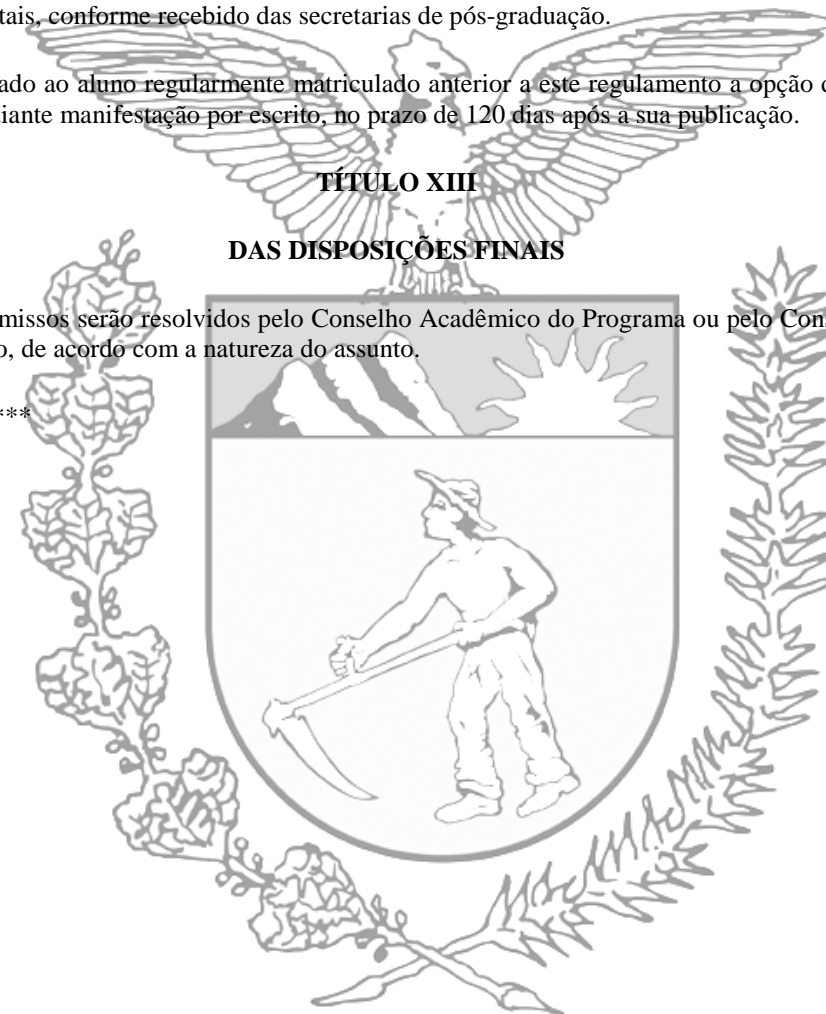 tais, conforme recebido das secretarias de pós-graduação.
ado ao aluno regularmente matriculado anterior a este regulamento a opção
diante manifestação por escrito, no prazo de 120 dias após a sua publicação.
TÍTULO XIII
DAS DISPOSIÇÕES FINAIS
missos serão resolvidos pelo Conselho Acadêmico do Programa ou pelo Con
o, de acordo com a natureza do assunto.
**